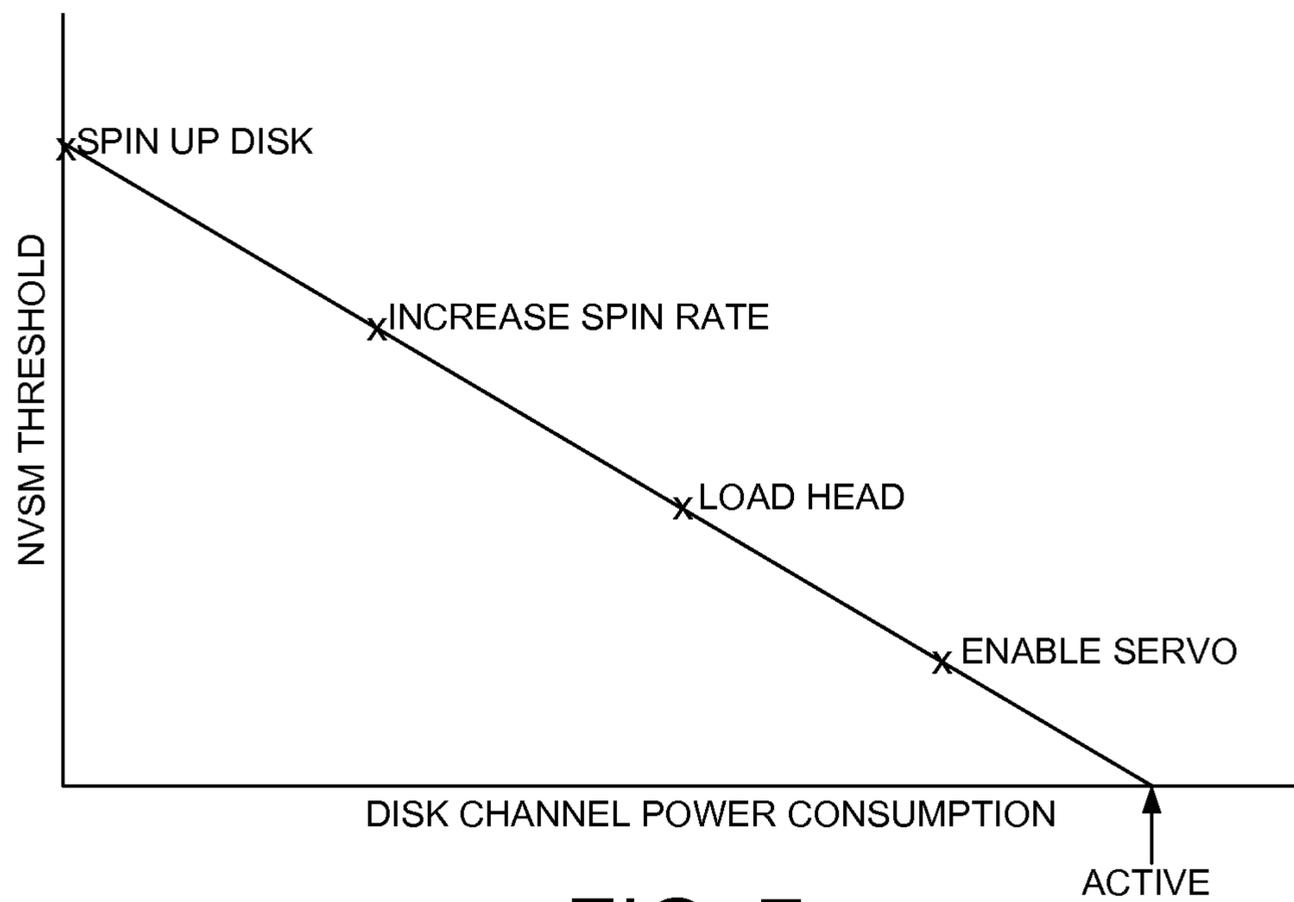 SPIN UP DISK
INCREASE SPIN RATE
NVSM THRESHOLD
LOAD HEAD
ENABLE SERVO
DISK CHANNEL POWER CONSUMPTION
ACTIVE